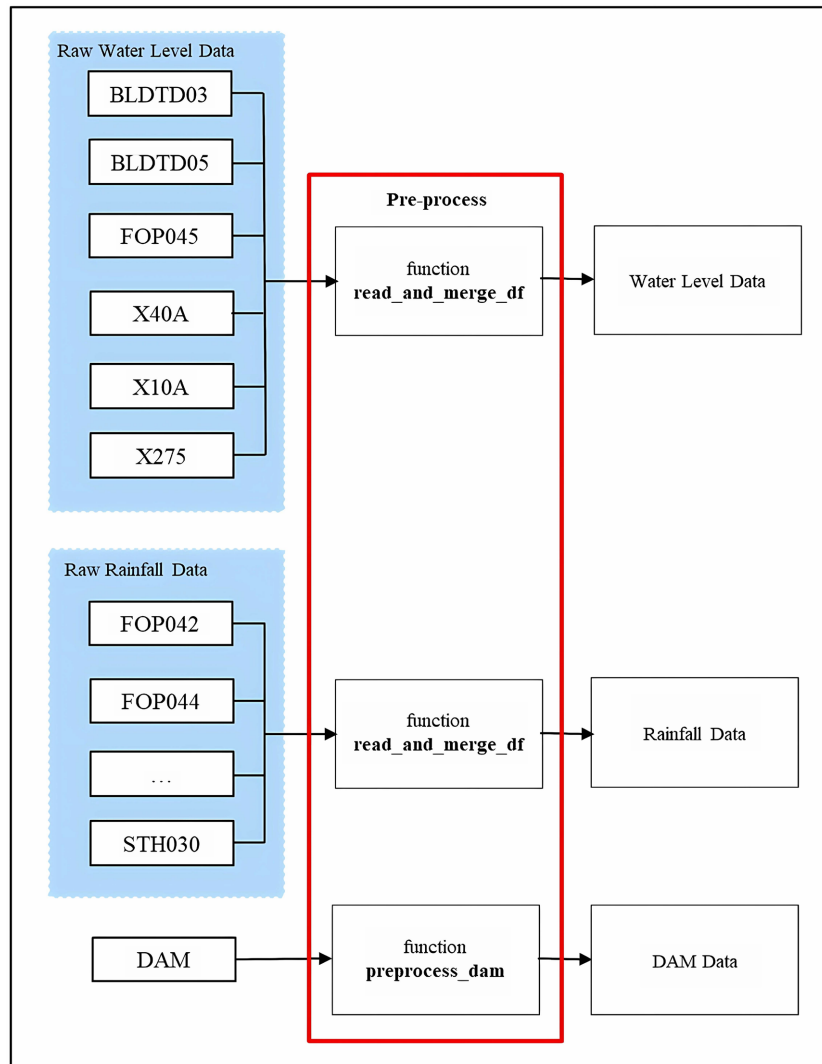 Raw Water Level Data
BLDTD03
BLDTD05
FOP045
X40A
X10A
X275
Pre-process
function
read_and_merge_df
Water Level Data
Raw Rainfall Data
FOP042
FOP044
...
STH030
function
read_and_merge_df
Rainfall Data
DAM
function
preprocess_dam
DAM Data